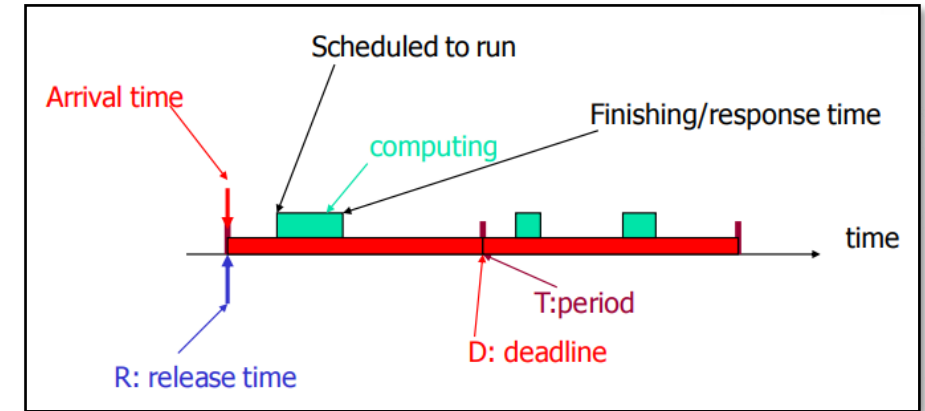 Scheduled to run
Arrival time
Finishing/response time
computing
time
T:period
D: deadline
R: release time